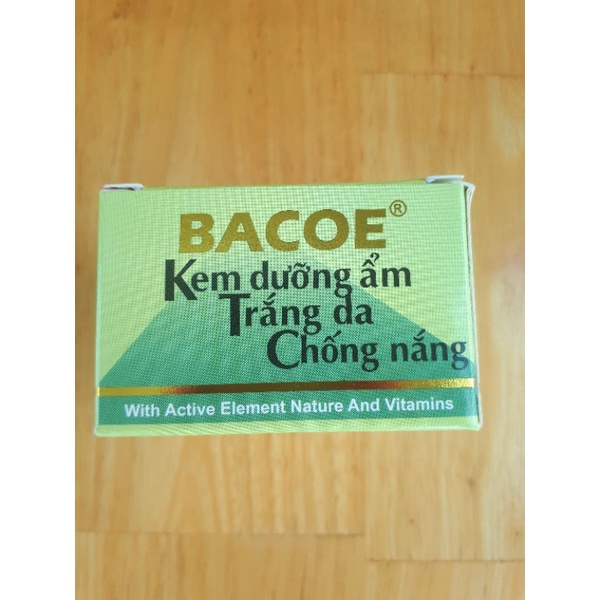 BACOE®
Kem dưỡng ẩm
Trắng da
Chống nắng
With Active Element Nature And Vitamins